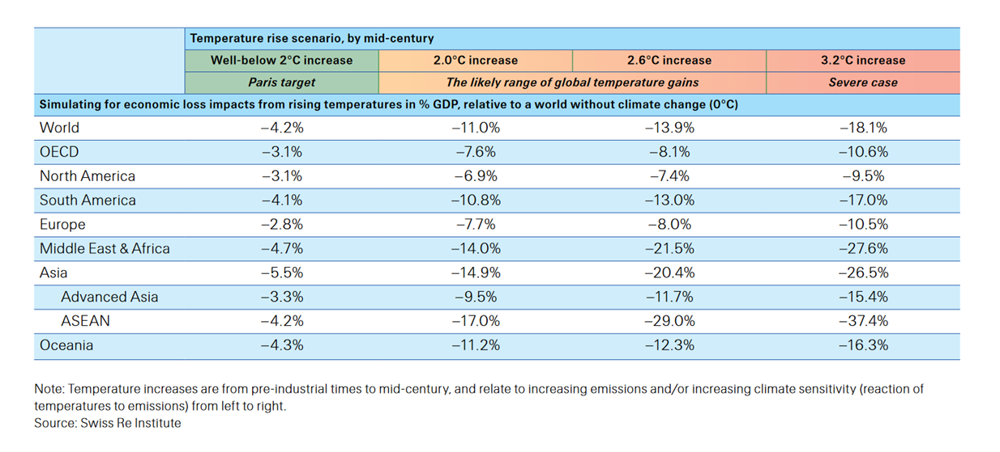 Temperature rise scenario, by mid-century
Well-below 2°C increase 2.0°C increase 2.6°C increase 3.2°C increase
Paris target The likely range of global temperature gains Severe case
Simulating for economic loss impacts from rising temperatures in % GDP, relative to a world without climate change (0°C)
World –4.2% –11.0% –13.9% –18.1%
OECD –3.1% –7.6% –8.1% –10.6%
North America –3.1% –6.9% –7.4% –9.5%
South America –4.1% –10.8% –13.0% –17.0%
Europe –2.8% –7.7% –8.0% –10.5%
Middle East & Africa –4.7% –14.0% –21.5% –27.6%
Asia –5.5% –14.9% –20.4% –26.5%
Advanced Asia –3.3% –9.5% –11.7% –15.4%
ASEAN –4.2% –17.0% –29.0% –37.4%
Oceania –4.3% –11.2% –12.3% –16.3%
Note: Temperature increases are from pre-industrial times to mid-century, and relate to increasing emissions and/or increasing climate sensitivity (reaction of
temperatures to emissions) from left to right.
Source: Swiss Re Institute